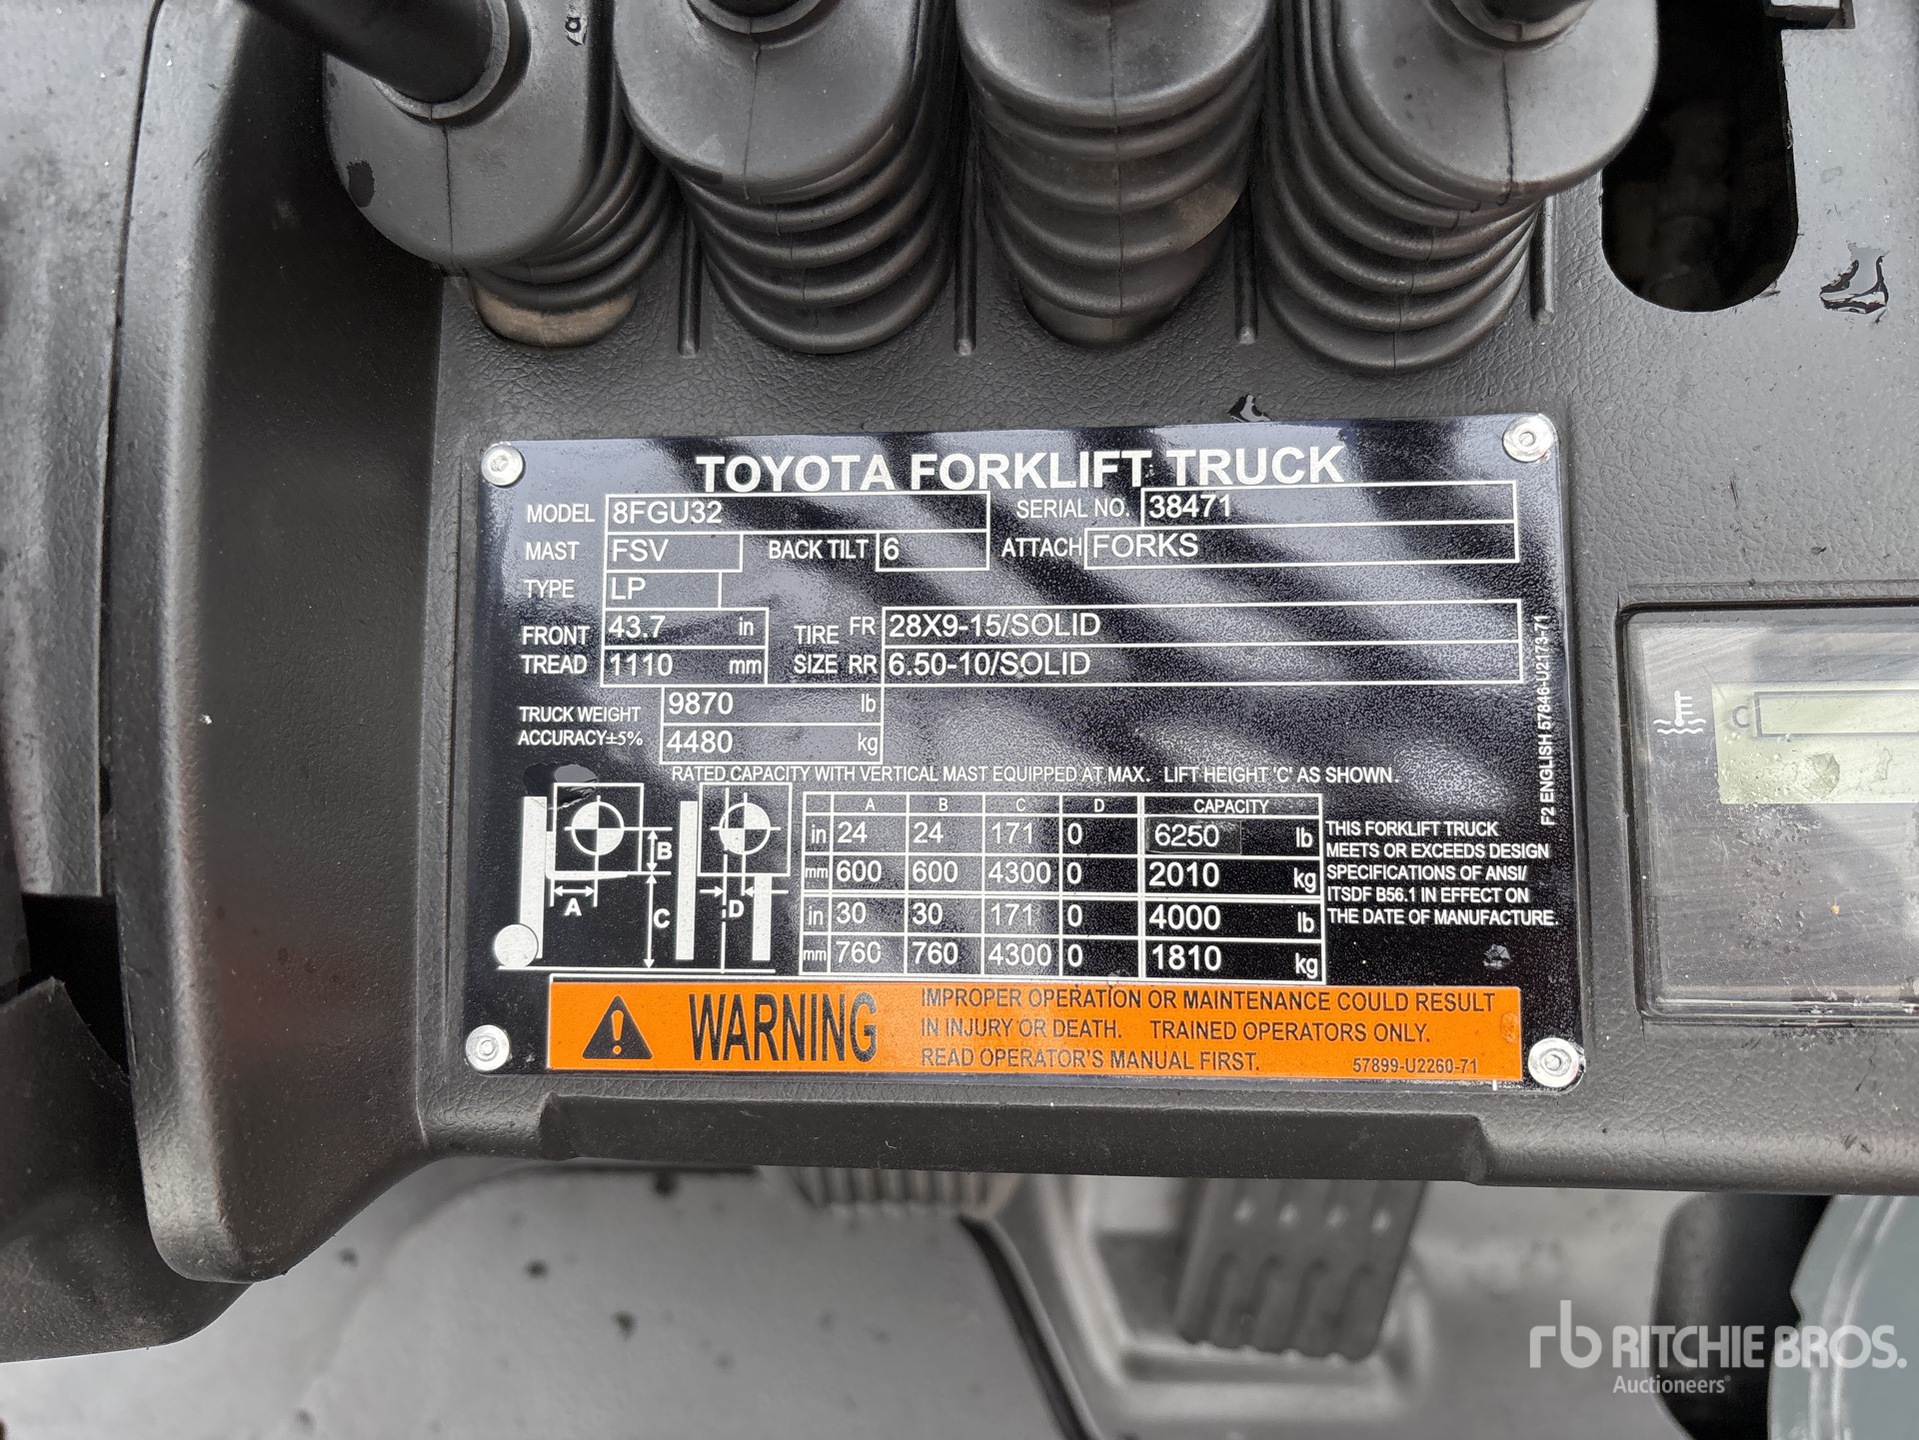 TOYOTA FORKLIFT TRUCK
MODEL 8FGU32 SERIAL NO. 38471
MAST FSV BACK TILT 6 ATTACH FORKS
TYPE LP
FRONT TREAD 43.7 in TIRE SIZE FR 28X9-15/SOLID
1110 mm RR 6.50-10/SOLID
TRUCK WEIGHT 9870 lb
ACCURACY±5% 4480 kg
RATED CAPACITY WITH VERTICAL MAST EQUIPPED AT MAX. LIFT HEIGHT 'C' AS SHOWN.
A B C D CAPACITY
in 24 24 171 0 6250 lb
mm 600 600 4300 0 2010 kg
in 30 30 171 0 4000 lb
mm 760 760 4300 0 1810 kg
A B C D
THIS FORKLIFT TRUCK
MEETS OR EXCEEDS DESIGN
SPECIFICATIONS OF ANSI/
ITSDF B56.1 IN EFFECT ON
THE DATE OF MANUFACTURE.
F2 ENGLISH 57846-U2173-71
WARNING
IMPROPER OPERATION OR MAINTENANCE COULD RESULT
IN INJURY OR DEATH. TRAINED OPERATORS ONLY.
READ OPERATOR'S MANUAL FIRST. 57899-U2260-71
C
rb RITCHIE BROS.
Auctioneers®